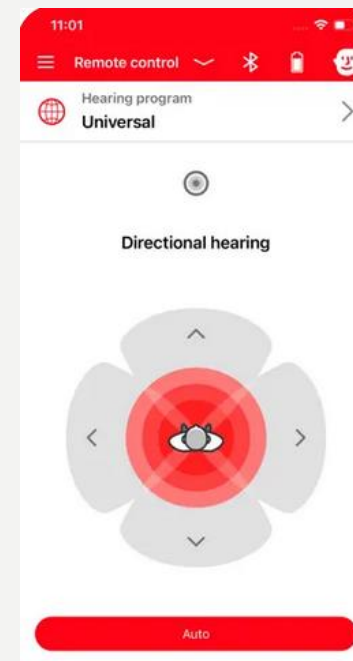 11:01
Remote control
Hearing program
Universal
Directional hearing
Auto